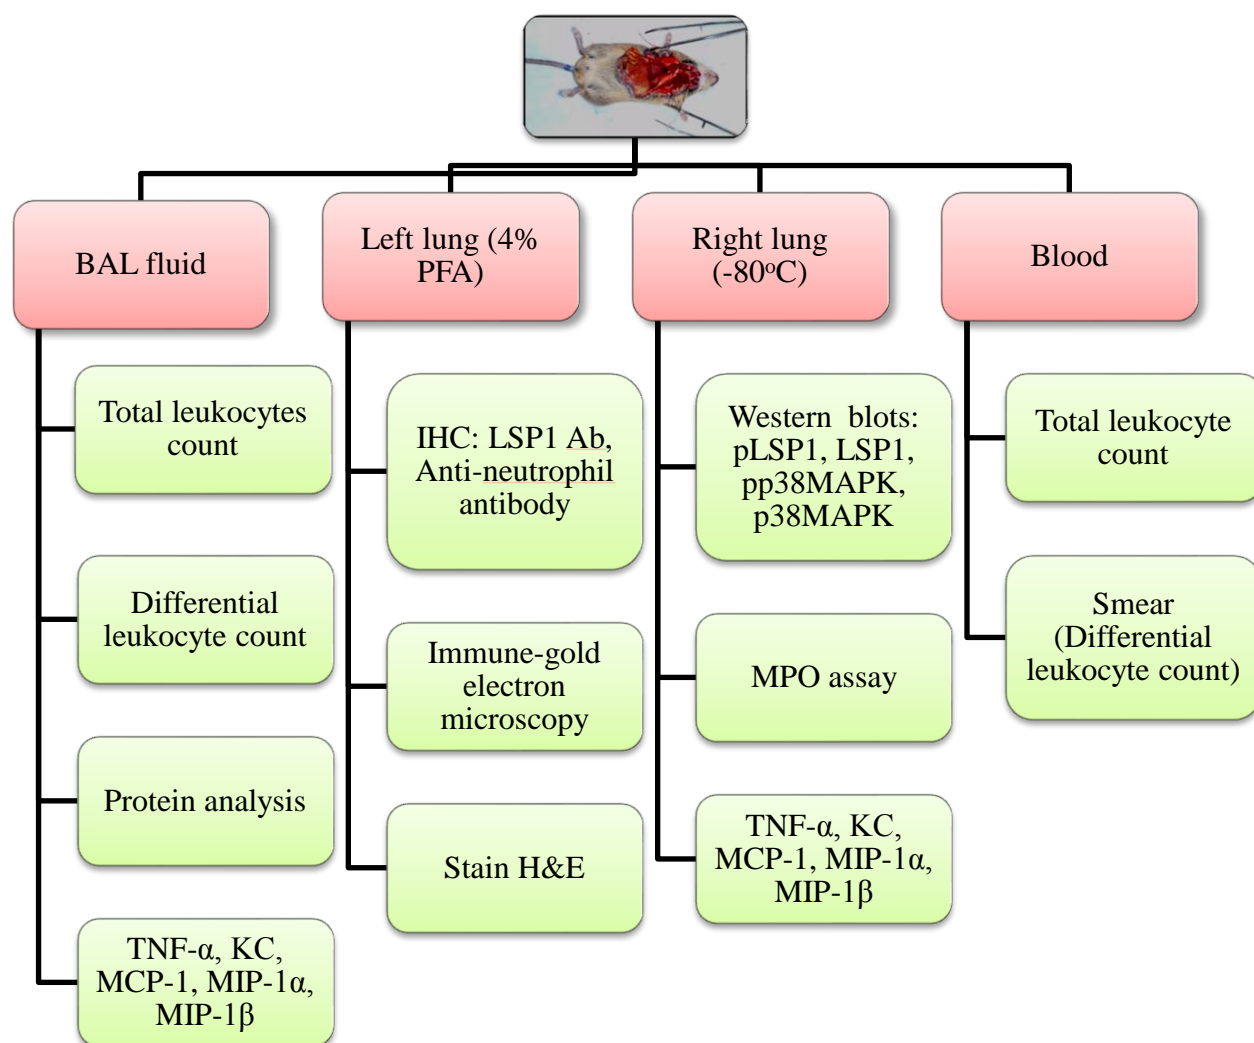 BAL fluid
Total leukocytes
count
Differential
leukocyte count
Protein analysis
TNF-α, KC,
MCP-1, MIP-1α,
MIP-1β
Left lung (4%
PFA)
IHC: LSP1 Ab,
Anti-neutrophil
antibody
Immune-gold
electron
microscopy
Stain H&E
Right lung
(-80ᵒC)
Western blots:
pLSP1, LSP1,
pp38MAPK,
p38MAPK
MPO assay
TNF-α, KC,
MCP-1, MIP-1α,
MIP-1β
Blood
Total leukocyte
count
Smear
(Differential
leukocyte count)